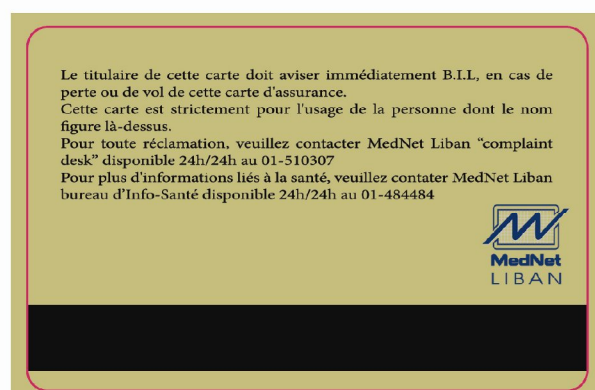 Le titulaire de cette carte doit aviser immédiatement B.I.L, en cas de
perte ou de vol de cette carte d'assurance.
Cette carte est strictement pour l'usage de la personne dont le nom
figure là-dessus.
Pour toute réclamation, veuillez contacter MedNet Liban “complaint
desk” disponible 24h/24h au 01-510307
Pour plus d'informations liés à la santé, veuillez contater MedNet Liban
bureau d’Info-Santé disponible 24h/24h au 01-484484
MedNet
LIBAN